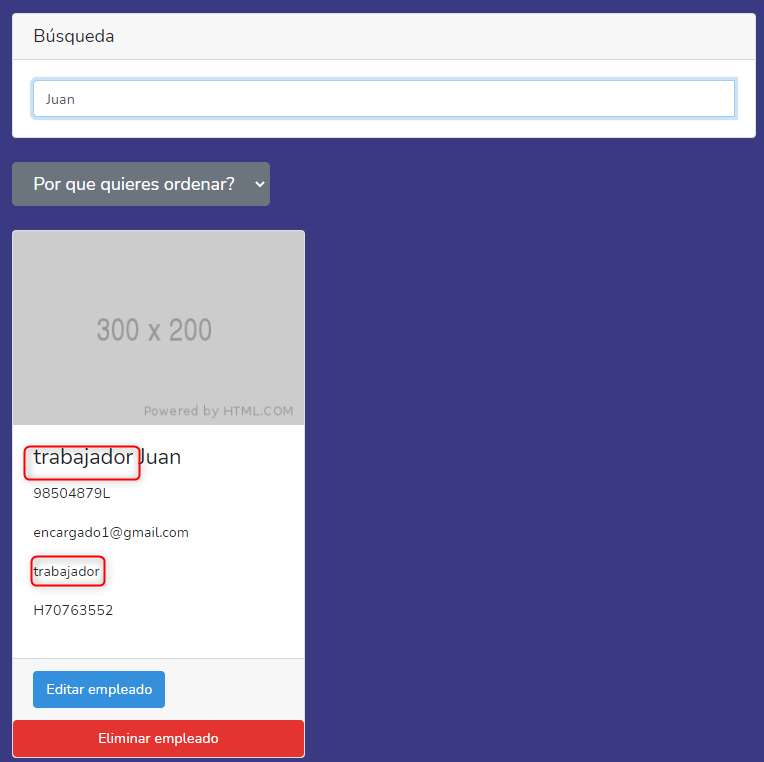 Búsqueda
Juan
Por que quieres ordenar?
300 x 200
Powered by HTML.COM
trabajador Juan
98504879L
encargado1@gmail.com
trabajador
H70763552
Editar empleado
Eliminar empleado